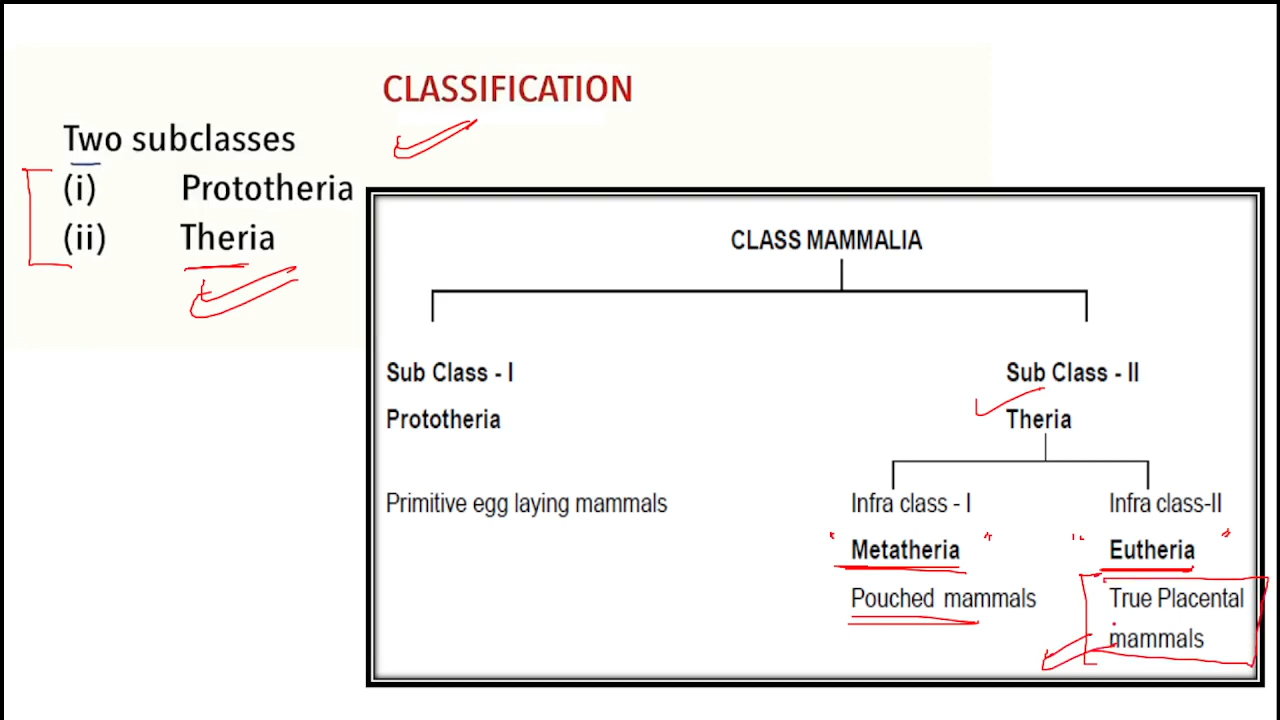 CLASSIFICATION
Two subclasses
(i) Prototheria
(ii) Theria
CLASS MAMMALIA
Sub Class - I Sub Class - II
Prototheria Theria
Primitive egg laying mammals Infra class - I Infra class-II
Metatheria Eutheria
Pouched mammals True Placental
mammals